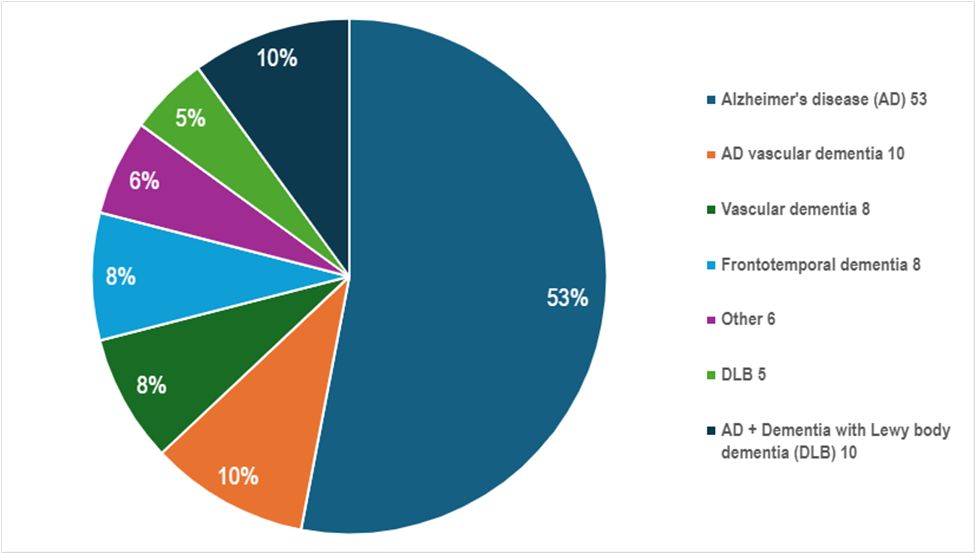 10%
5%
6%
8%
8%
10%
53%
Alzheimer's disease (AD) 53
AD vascular dementia 10
Vascular dementia 8
Frontotemporal dementia 8
Other 6
DLB 5
AD + Dementia with Lewy body
dementia (DLB) 10